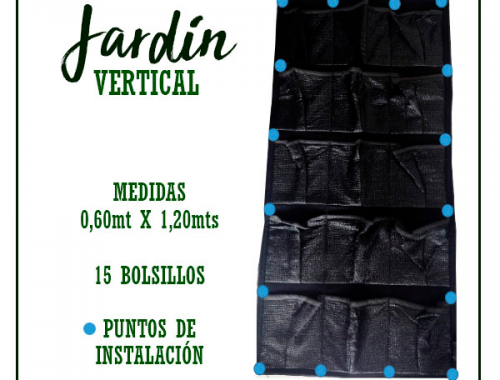 Jardín
VERTICAL
MEDIDAS
0,60mt X 1,20mts
15 BOLSILLOS
PUNTOS DE
INSTALACIÓN